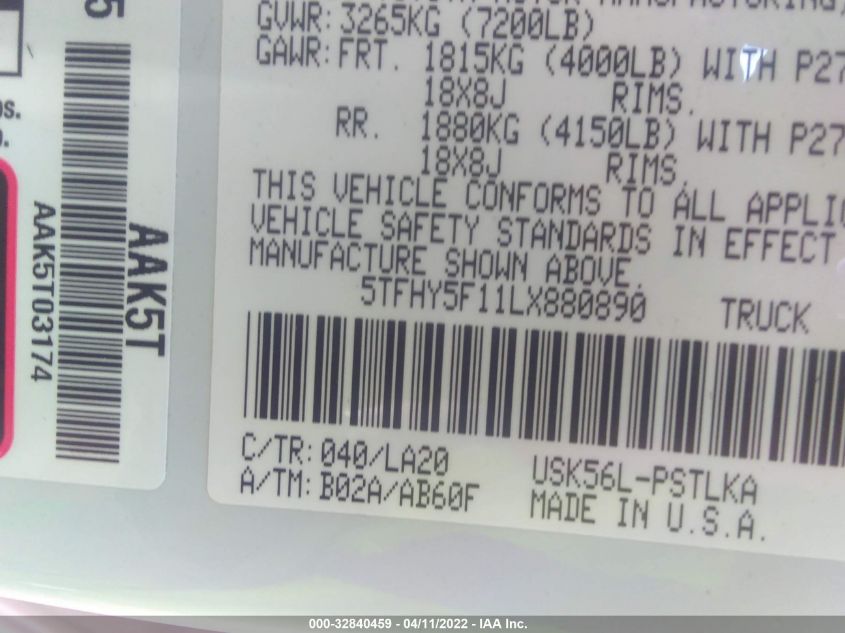 GVWR: 3265KG (7200LB)
GAWR: FRT. 1815KG (4000LB) WITH P27
18X8J RIMS.
RR. 1880KG (4150LB) WITH P27
18X8J RIMS.
THIS VEHICLE CONFORMS TO ALL APPLI
VEHICLE SAFETY STANDARDS IN EFFECT
MANUFACTURE SHOWN ABOVE.
5TFHY5F11LX880890 TRUCK
C/TR: 040/LA20 USK56L-PSTLKA
A/TM: B02A/AB60F MADE IN U.S.A.
5
AAK5T
AAK5T03174
000-32840459 - 04/11/2022 - IAA Inc.